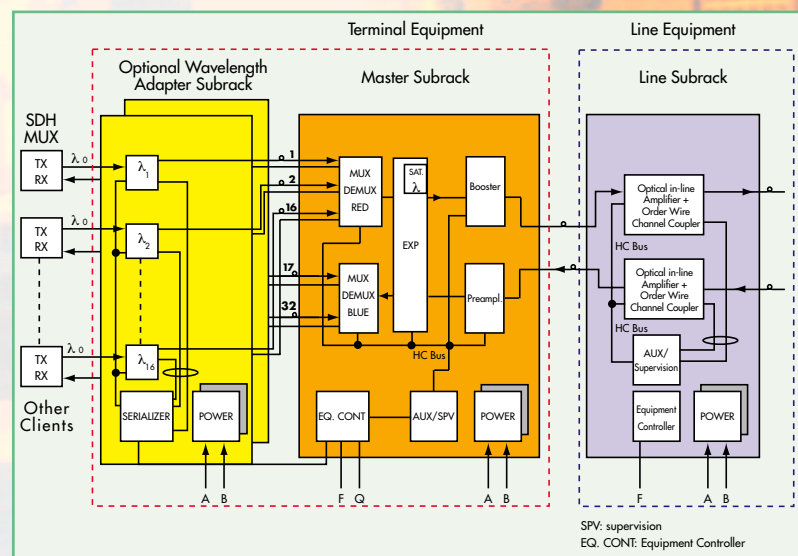 Terminal Equipment
Line Equipment
Optional Wavelength
Adapter Subrack
Master Subrack
Line Subrack
SDH
MUX
TX
RX
λ 0
λ1
1
2
16
17
32
MUX
DEMUX
RED
SAT.
λ
EXP
Booster
Optical in-line
Amplifier +
Order Wire
Channel Coupler
HC Bus
TX
RX
λ 0
λ2
MUX
DEMUX
BLUE
Preampl.
Optical in-line
Amplifier +
Order Wire
Channel Coupler
HC Bus
HC Bus
TX
RX
λ 0
λ16
AUX/
Supervision
Other
Clients
SERIALIZER
POWER
EQ. CONT
AUX/SPV
POWER
Equipment
Controller
POWER
A B
F Q
A B
F
A B
SPV: supervision
EQ. CONT: Equipment Controller